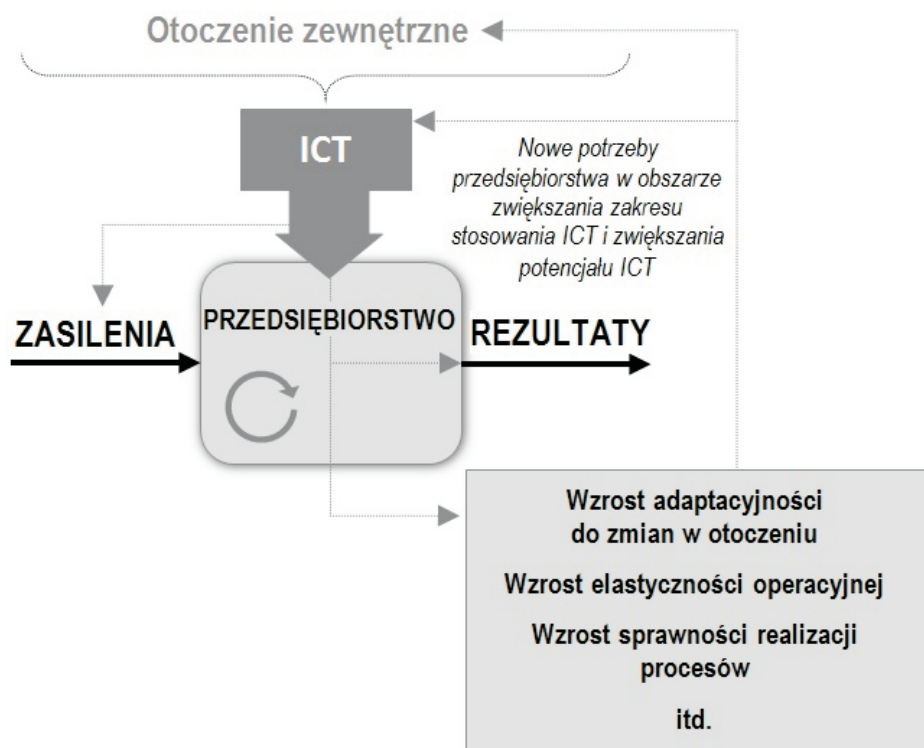 Otoczenie zewnętrzne
ICT
Nowe potrzeby
przedsiębiorstwa w obszarze
zwiększania zakresu
stosowania ICT i zwiększania
potencjału ICT
ZASILENIA
PRZEDSIĘBIORSTWO
REZULTATY
Wzrost adaptacyjności
do zmian w otoczeniu
Wzrost elastyczności operacyjnej
Wzrost sprawności realizacji
procesów
itd.